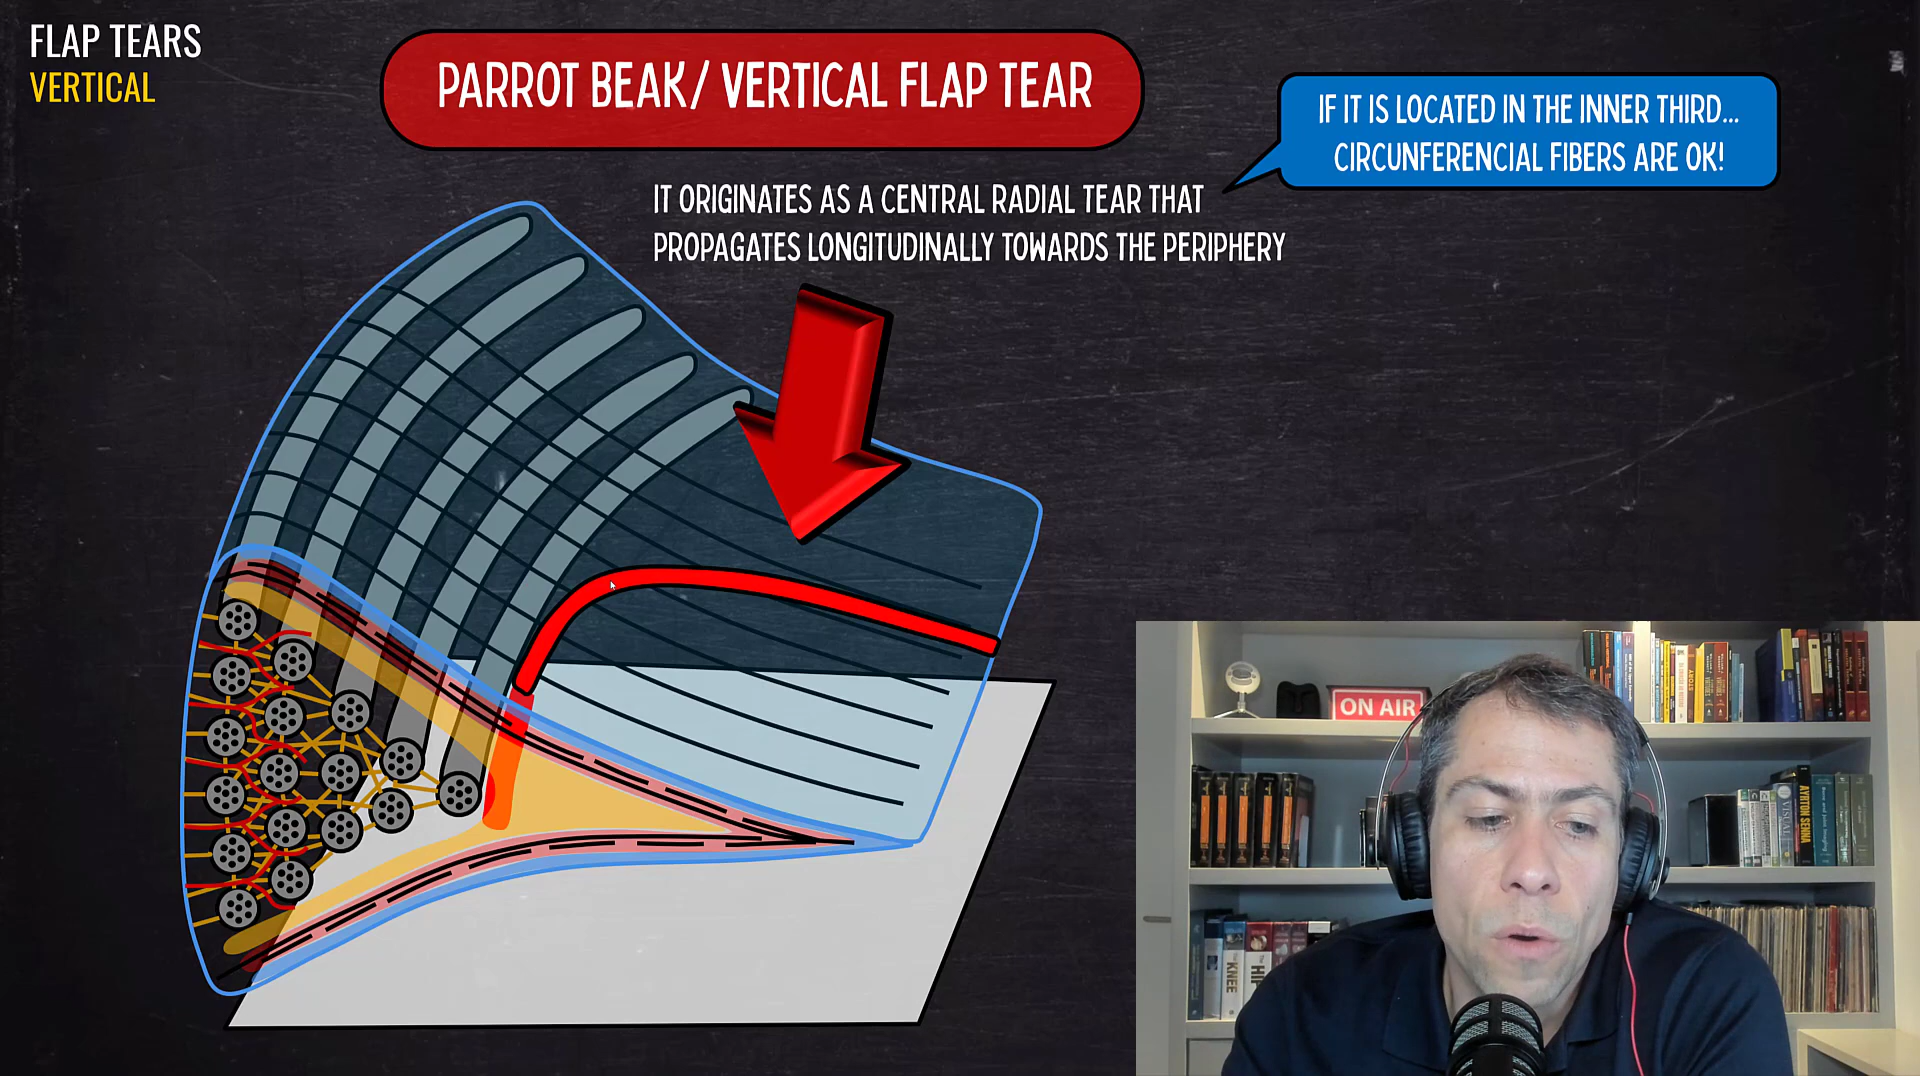 FLAP TEARS
VERTICAL
PARROT BEAK/ VERTICAL FLAP TEAR
IF IT IS LOCATED IN THE INNER THIRD...
CIRCUNFERENCIAL FIBERS ARE OK!
IT ORIGINATES AS A CENTRAL RADIAL TEAR THAT
PROPAGATES LONGITUDINALLY TOWARDS THE PERIPHERY
ON AIR
AYRTON SENNA
KNEE